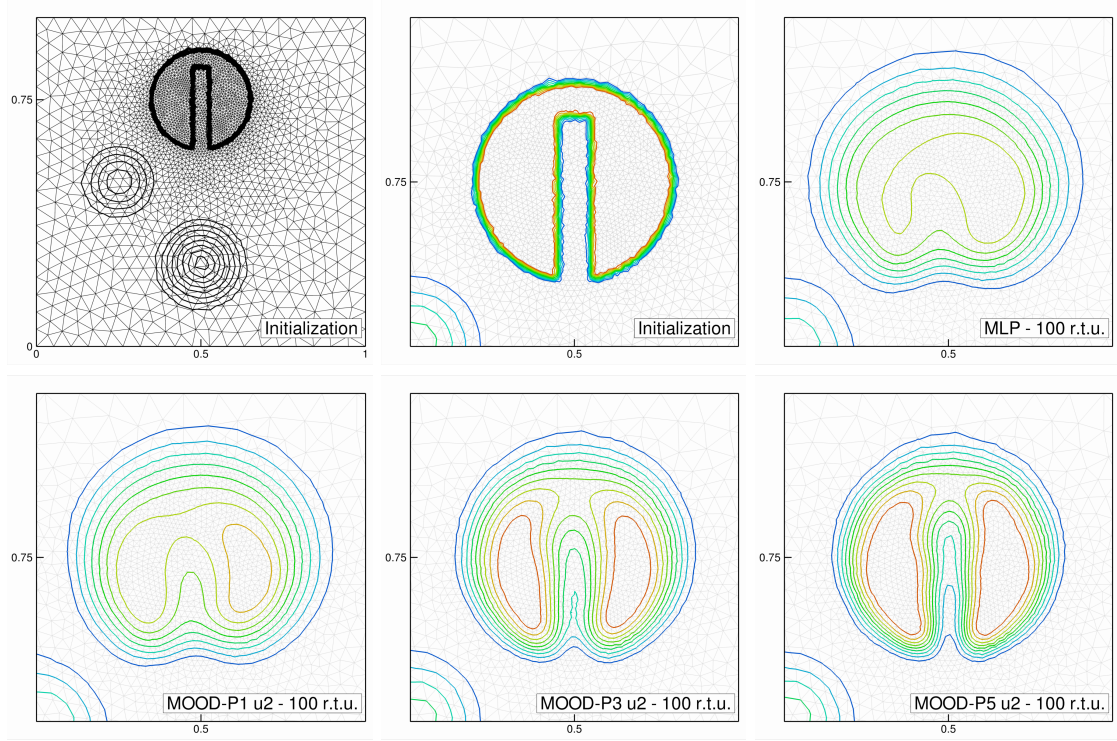 0.75
Initialization
0
0
0.5
1
0.75
Initialization
0.5
0.75
MLP - 100 r.t.u.
0.5
0.75
MOOD-P1 u2 - 100 r.t.u.
0.5
0.75
MOOD-P3 u2 - 100 r.t.u.
0.5
0.75
MOOD-P5 u2 - 100 r.t.u.
0.5